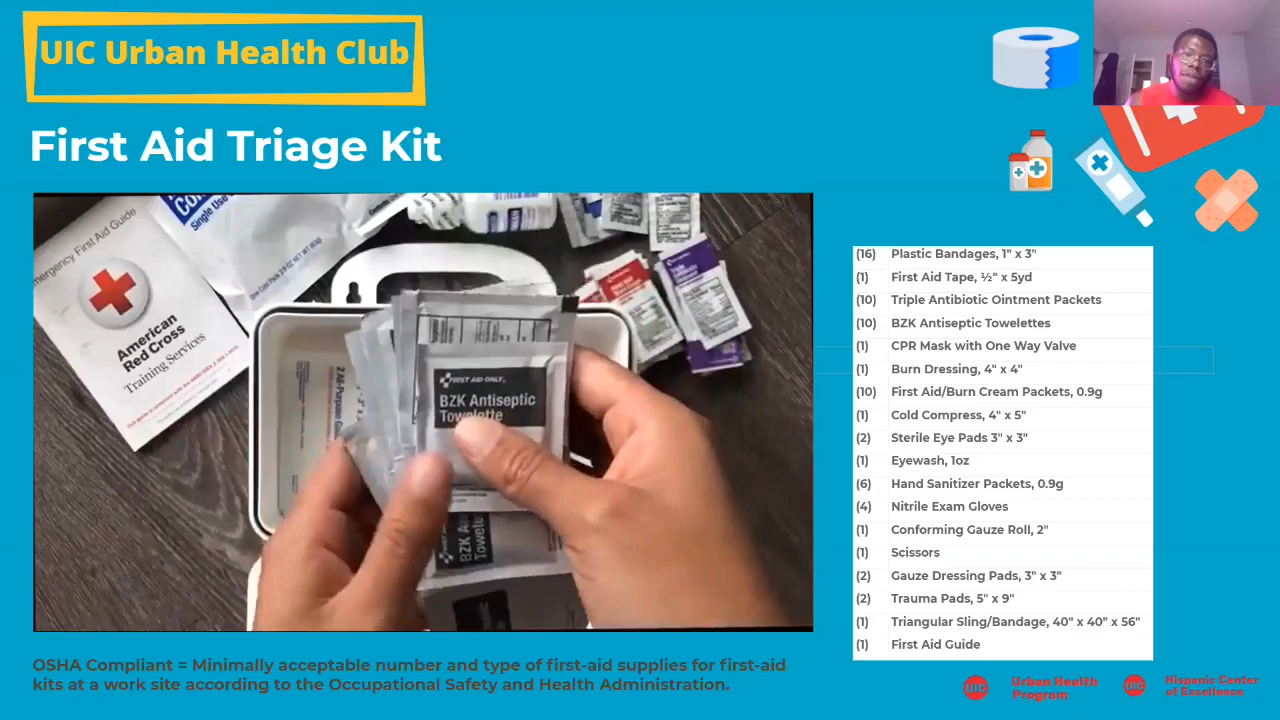 UIC Urban Health Club
First Aid Triage Kit
Emergency First Aid Guide
American
Red Cross
Training Services
Single Use
FIRST AID ONLY
BZK Antiseptic
Towelette
BZK
Towelette
(16) Plastic Bandages, 1" x 3"
(1) First Aid Tape, ½" x 5yd
(10) Triple Antibiotic Ointment Packets
(10) BZK Antiseptic Towelettes
(1) CPR Mask with One Way Valve
(1) Burn Dressing, 4" x 4"
(10) First Aid/Burn Cream Packets, 0.9g
(1) Cold Compress, 4" x 5"
(2) Sterile Eye Pads 3" x 3"
(1) Eyewash, 1oz
(6) Hand Sanitizer Packets, 0.9g
(4) Nitrile Exam Gloves
(1) Conforming Gauze Roll, 2"
(1) Scissors
(2) Gauze Dressing Pads, 3" x 3"
(2) Trauma Pads, 5" x 9"
(1) Triangular Sling/Bandage, 40" x 40" x 56"
(1) First Aid Guide
OSHA Compliant = Minimally acceptable number and type of first-aid supplies for first-aid
kits at a work site according to the Occupational Safety and Health Administration.
UIC Urban Health
Program
UIC Hispanic Center
of Excellence